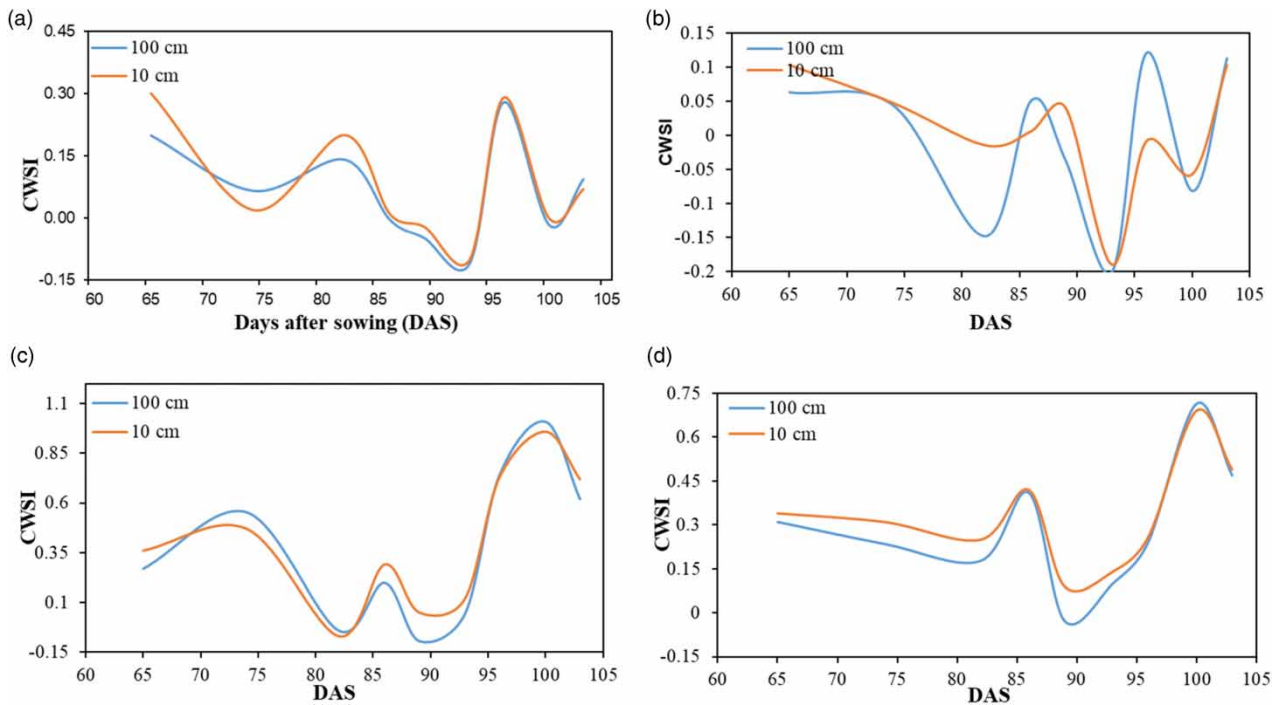 (a)
0.45
100 cm
10 cm
0.30
0.15
0.00
-0.15
CWSI
60 65 70 75 80 85 90 95 100 105
Days after sowing (DAS)
(b)
0.15
100 cm
0.1
10 cm
0.05
0
-0.05
-0.1
-0.15
-0.2
CWSI
60 65 70 75 80 85 90 95 100 105
DAS
(c)
1.1
100 cm
10 cm
0.85
0.6
0.35
0.1
-0.15
CWSI
60 65 70 75 80 85 90 95 100 105
DAS
(d)
0.75
100 cm
0.6
10 cm
0.45
0.3
0.15
0
-0.15
CWSI
60 65 70 75 80 85 90 95 100 105
DAS